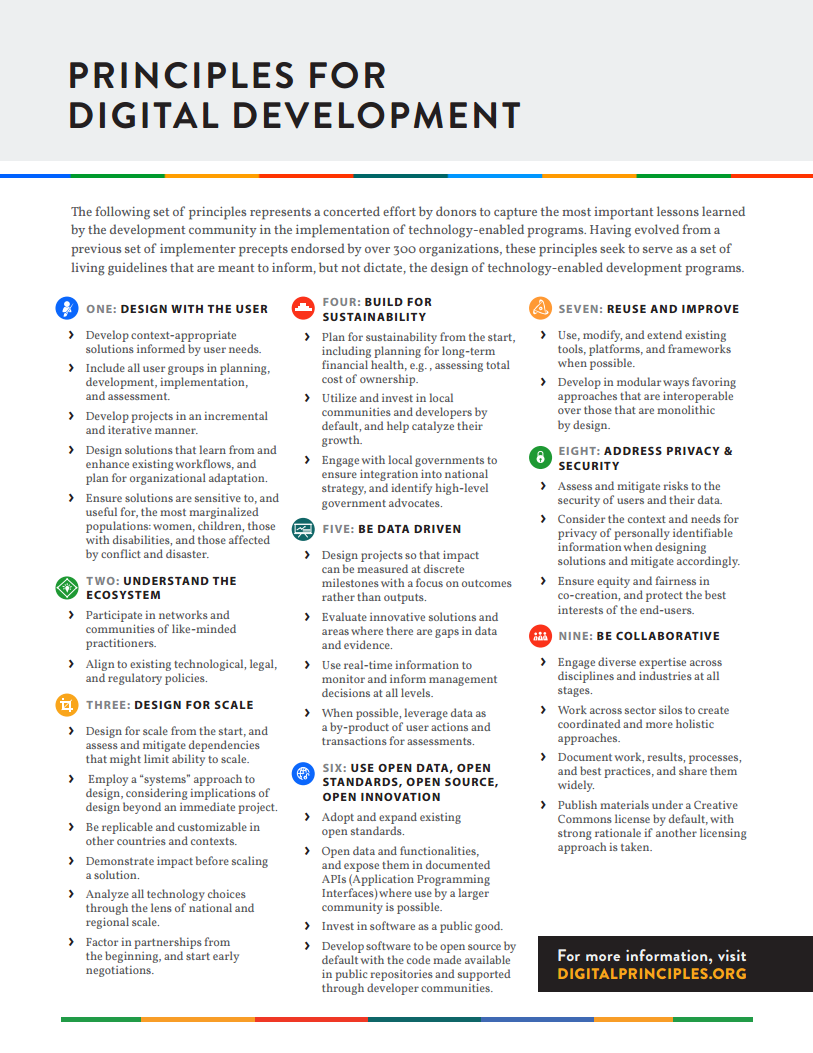 PRINCIPLES FOR
DIGITAL DEVELOPMENT
The following set of principles represents a concerted effort by donors to capture the most important lessons learned
by the development community in the implementation of technology-enabled programs. Having evolved from a
previous set of implementer precepts endorsed by over 300 organizations, these principles seek to serve as a set of
living guidelines that are meant to inform, but not dictate, the design of technology-enabled development programs.
ONE: DESIGN WITH THE USER
› Develop context-appropriate
solutions informed by user needs.
› Include all user groups in planning,
development, implementation,
and assessment.
› Develop projects in an incremental
and iterative manner.
› Design solutions that learn from and
enhance existing workflows, and
plan for organizational adaptation.
› Ensure solutions are sensitive to, and
useful for, the most marginalized
populations: women, children, those
with disabilities, and those affected
by conflict and disaster.
TWO: UNDERSTAND THE
ECOSYSTEM
› Participate in networks and
communities of like-minded
practitioners.
› Align to existing technological, legal,
and regulatory policies.
THREE: DESIGN FOR SCALE
› Design for scale from the start, and
assess and mitigate dependencies
that might limit ability to scale.
› Employ a “systems” approach to
design, considering implications of
design beyond an immediate project.
› Be replicable and customizable in
other countries and contexts.
› Demonstrate impact before scaling
a solution.
› Analyze all technology choices
through the lens of national and
regional scale.
› Factor in partnerships from
the beginning, and start early
negotiations.
FOUR: BUILD FOR
SUSTAINABILITY
› Plan for sustainability from the start,
including planning for long-term
financial health, e.g. , assessing total
cost of ownership.
› Utilize and invest in local
communities and developers by
default, and help catalyze their
growth.
› Engage with local governments to
ensure integration into national
strategy, and identify high-level
government advocates.
FIVE: BE DATA DRIVEN
› Design projects so that impact
can be measured at discrete
milestones with a focus on outcomes
rather than outputs.
› Evaluate innovative solutions and
areas where there are gaps in data
and evidence.
› Use real-time information to
monitor and inform management
decisions at all levels.
› When possible, leverage data as
a by-product of user actions and
transactions for assessments.
SIX: USE OPEN DATA, OPEN
STANDARDS, OPEN SOURCE,
OPEN INNOVATION
› Adopt and expand existing
open standards.
› Open data and functionalities,
and expose them in documented
APIs (Application Programming
Interfaces) where use by a larger
community is possible.
› Invest in software as a public good.
› Develop software to be open source by
default with the code made available
in public repositories and supported
through developer communities.
SEVEN: REUSE AND IMPROVE
› Use, modify, and extend existing
tools, platforms, and frameworks
when possible.
› Develop in modular ways favoring
approaches that are interoperable
over those that are monolithic
by design.
EIGHT: ADDRESS PRIVACY &
SECURITY
› Assess and mitigate risks to the
security of users and their data.
› Consider the context and needs for
privacy of personally identifiable
information when designing
solutions and mitigate accordingly.
› Ensure equity and fairness in
co-creation, and protect the best
interests of the end-users.
NINE: BE COLLABORATIVE
› Engage diverse expertise across
disciplines and industries at all
stages.
› Work across sector silos to create
coordinated and more holistic
approaches.
› Document work, results, processes,
and best practices, and share them
widely.
› Publish materials under a Creative
Commons license by default, with
strong rationale if another licensing
approach is taken.
For more information, visit
DIGITALPRINCIPLES.ORG